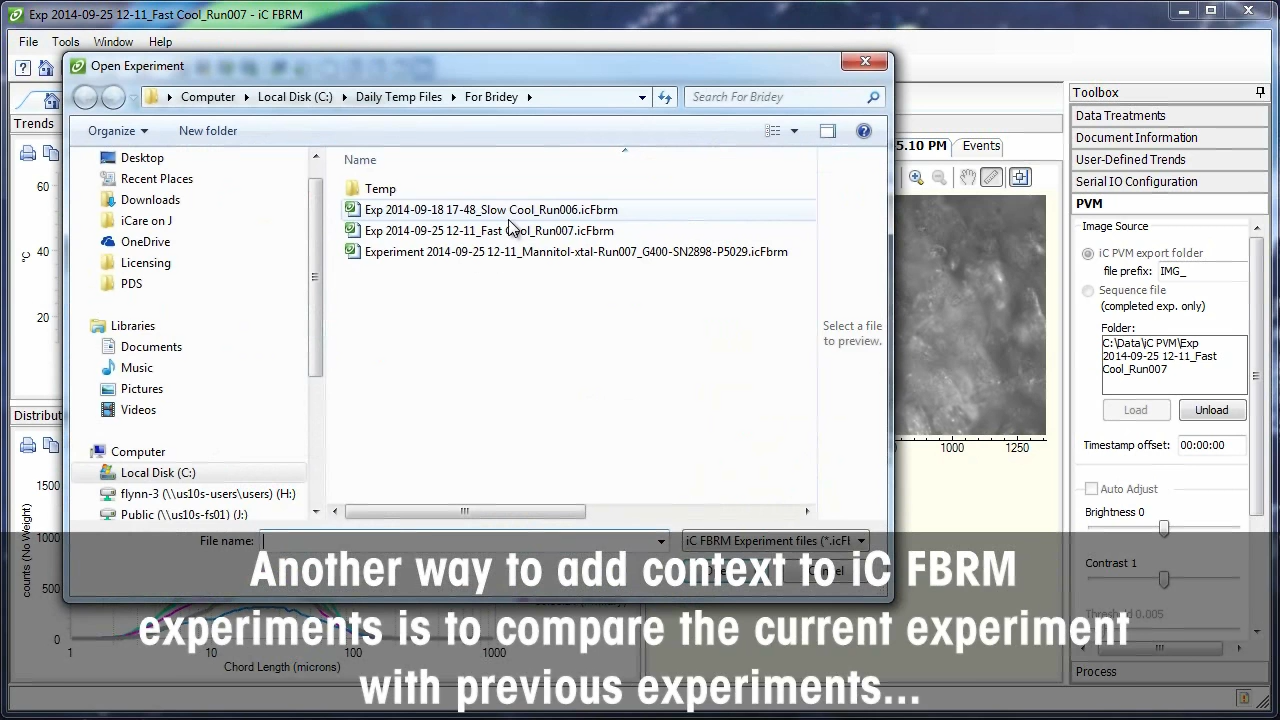 Exp 2014-09-25 12-11_Fast Cool_Run007 - iC FBRM
File Tools Window Help
Open Experiment
Computer Local Disk (C:) Daily Temp Files For Bridey
Search For Bridey
Organize New folder
Desktop
Recent Places
Downloads
iCare on J
OneDrive
Licensing
PDS
Libraries
Documents
Music
Pictures
Videos
Computer
Local Disk (C:)
flynn-3 (\\us10s-users\users) (H:)
Public (\\us10s-fs01) (J:)
Name
Temp
Exp 2014-09-18 17-48_Slow Cool_Run006.icFbrm
Exp 2014-09-25 12-11_Fast Cool_Run007.icFbrm
Experiment 2014-09-25 12-11_Mannitol-xtal-Run007_G400-SN2898-P5029.icFbrm
Select a file
to preview.
File name:
iC FBRM Experiment files (*.icFl
Trends
60
40
20
°C
Distribut
1500
1000
500
0
counts (No Weight)
1 10 100 1000
Chord Length (microns)
5.10 PM Events
1000 1250
Toolbox
Data Treatments
Document Information
User-Defined Trends
Serial IO Configuration
PVM
Image Source
iC PVM export folder
file prefix: IMG_
Sequence file
(completed exp. only)
Folder:
C:\Data\iC PVM\Exp
2014-09-25 12-11_Fast
Cool_Run007
Load Unload
Timestamp offset: 00:00:00
Auto Adjust
Brightness 0
Contrast 1
Threshold 0.005
Process
Another way to add context to iC FBRM
experiments is to compare the current experiment
with previous experiments...